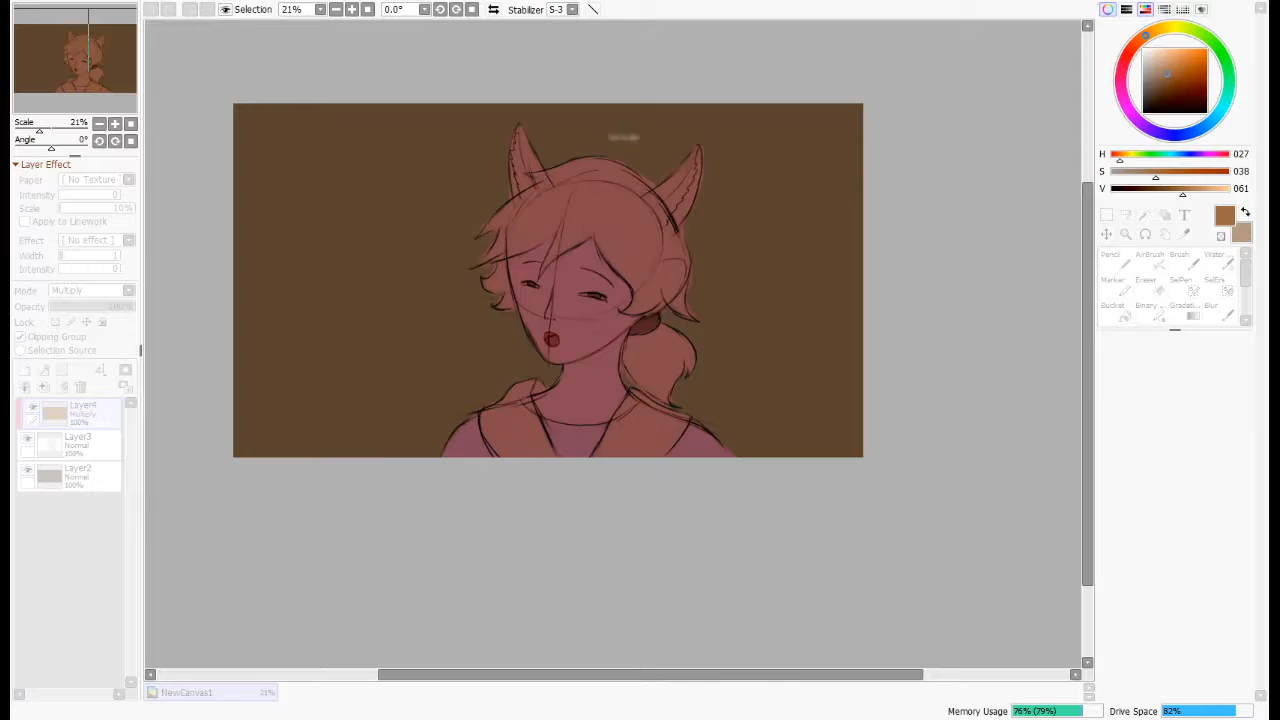 Selection 21% 0.0° Stabilizer S-3
Scale 21%
Angle 0°
Layer Effect
Paper [ No Texture ]
Intensity 0
Scale 10%
Apply to Linework
Effect [ No effect ]
Width 1
Intensity 0
Mode Multiply
Opacity 100%
Lock
Clipping Group
Selection Source
Layer4
Multiply
100%
Layer3
Normal
100%
Layer2
Normal
100%
H 027
S 038
V 061
T
Pencil AirBrush Brush Water ...
Marker Eraser SelPen SelEra
Bucket Binary ... Gradati... Blur
NewCanvas1 21%
Memory Usage 76% (79%) Drive Space 82%